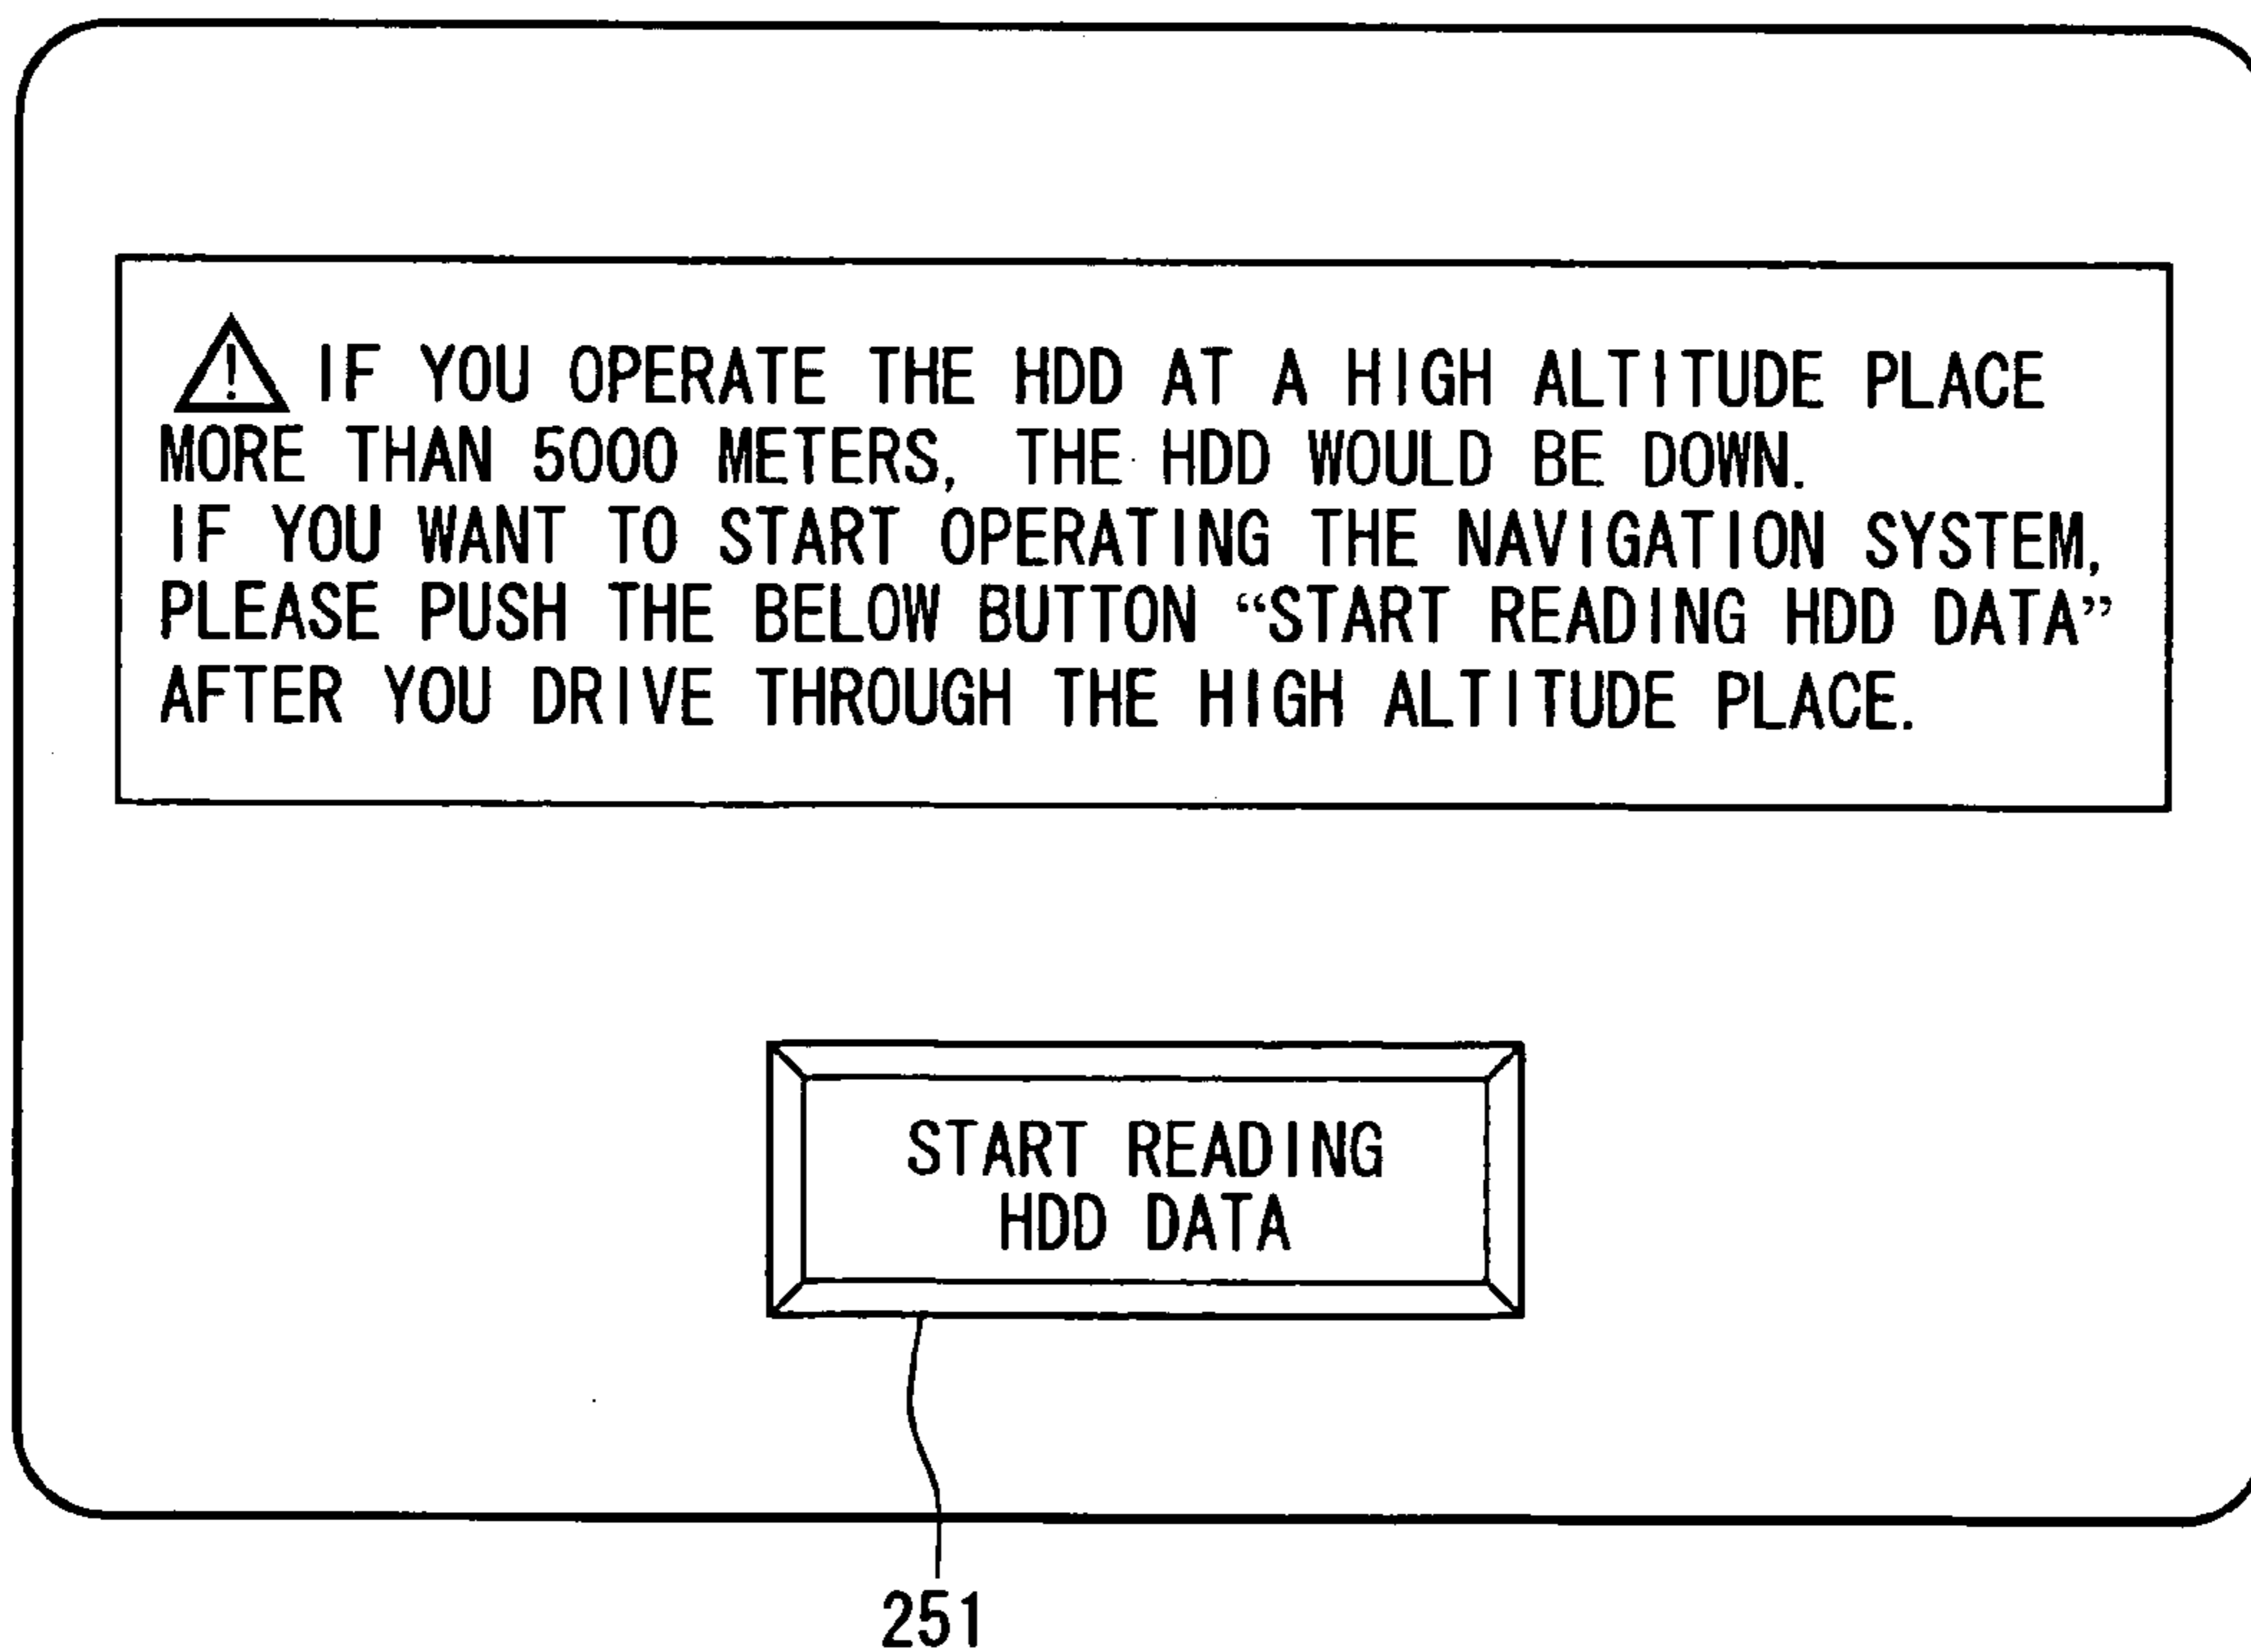 IF YOU OPERATE THE HDD AT A HIGH ALTITUDE PLACE
MORE THAN 5000 METERS, THE HDD WOULD BE DOWN.
IF YOU WANT TO START OPERATING THE NAVIGATION SYSTEM,
PLEASE PUSH THE BELOW BUTTON “START READING HDD DATA”
AFTER YOU DRIVE THROUGH THE HIGH ALTITUDE PLACE.
START READING
HDD DATA
251